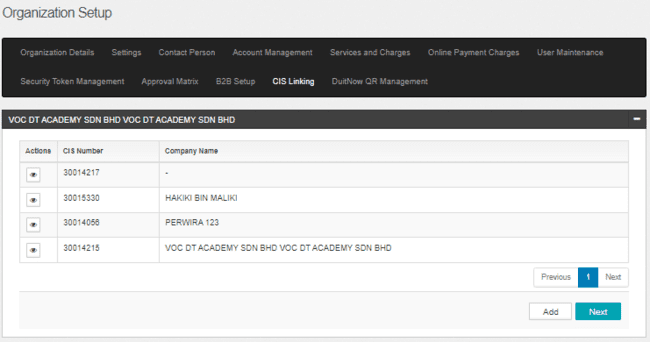 Organization Setup
Organization Details Settings Contact Person Account Management Services and Charges Online Payment Charges User Maintenance
Security Token Management Approval Matrix B2B Setup CIS Linking DuitNow QR Management
VOC DT ACADEMY SDN BHD VOC DT ACADEMY SDN BHD
Actions CIS Number Company Name
30014217 -
30015330 HAKIKI BIN MALIKI
30014056 PERWIRA 123
30014215 VOC DT ACADEMY SDN BHD VOC DT ACADEMY SDN BHD
Previous 1 Next
Add Next